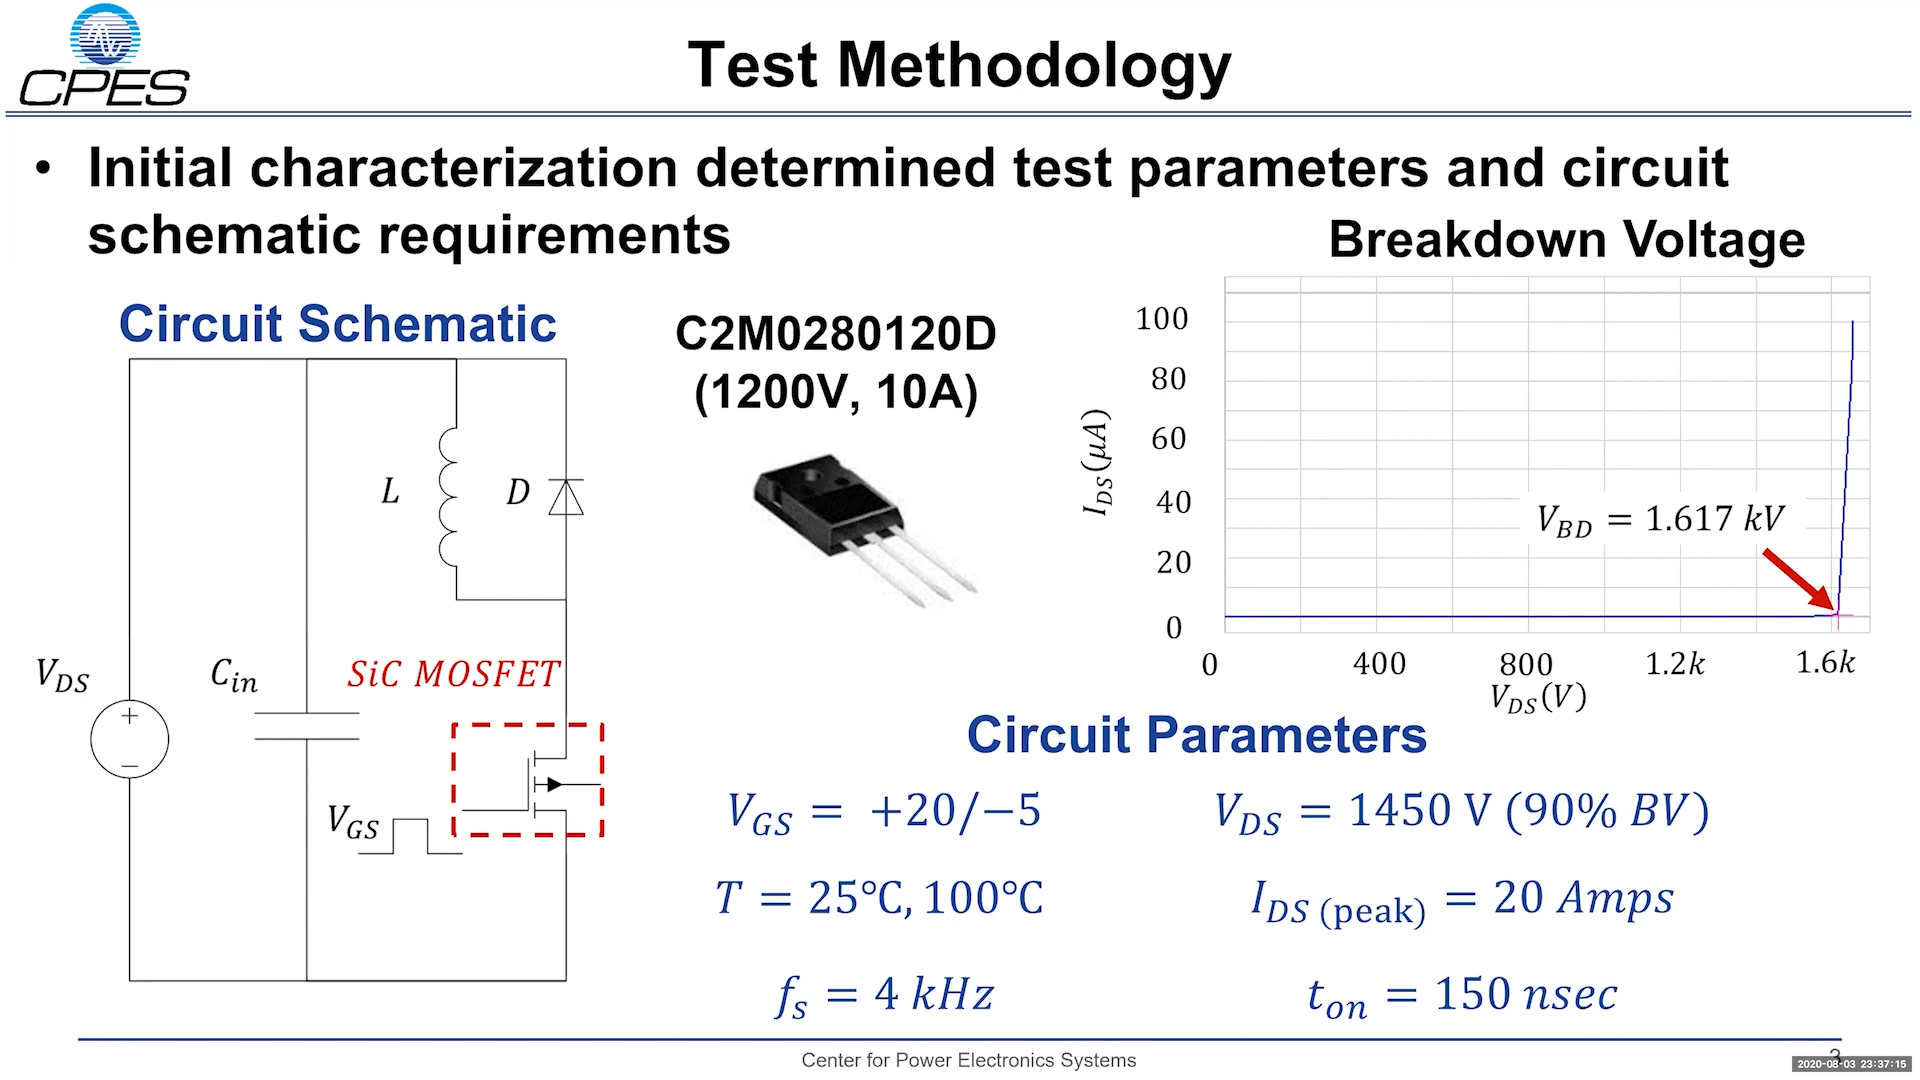 CPES
Test Methodology
• Initial characterization determined test parameters and circuit
schematic requirements
Breakdown Voltage
Circuit Schematic
C2M0280120D
(1200V, 10A)
L
D
V_DS
C_in
SiC MOSFET
V_GS
100
80
60
40
20
0
I_DS(μA)
V_BD = 1.617 kV
0 400 800 1.2k 1.6k
V_DS(V)
Circuit Parameters
V_GS = +20/−5
V_DS = 1450 V (90% BV)
T = 25℃, 100℃
I_DS (peak) = 20 Amps
f_s = 4 kHz
t_on = 150 nsec
Center for Power Electronics Systems
3
2020-08-03 23:37:15